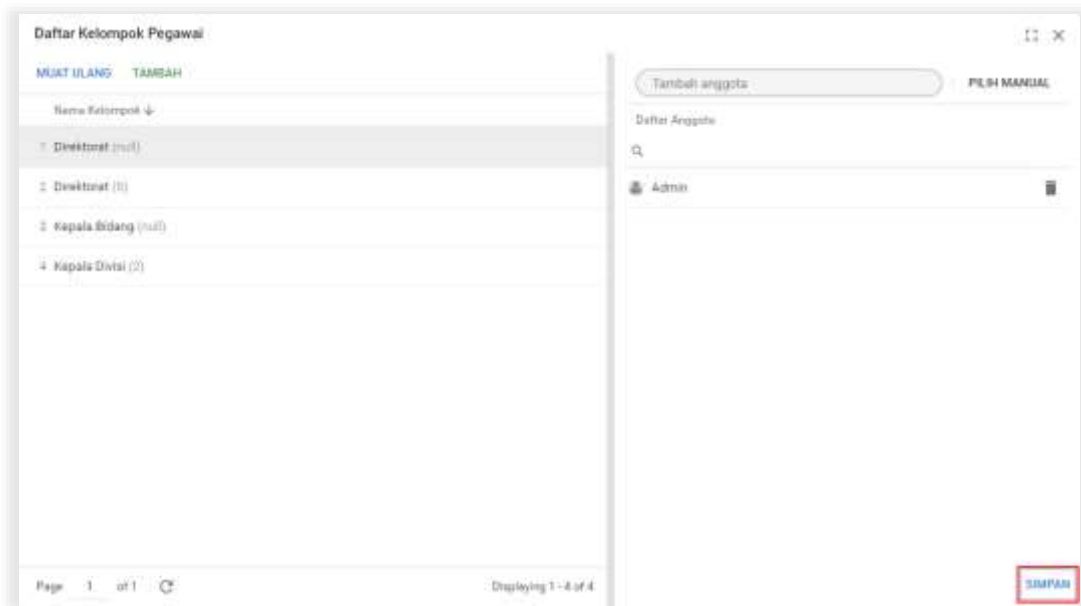 Daftar Kelompok Pegawai
MUAT ULANG TAMBAH
Nama Kelompok
1 Direktorat (null)
2 Direktorat (0)
3 Kepala Bidang (null)
4 Kepala Divisi (2)
Page 1 of 1
Displaying 1 - 4 of 4
Tambah anggota
PILIH MANUAL
Daftar Anggota
Admin
SIMPAN